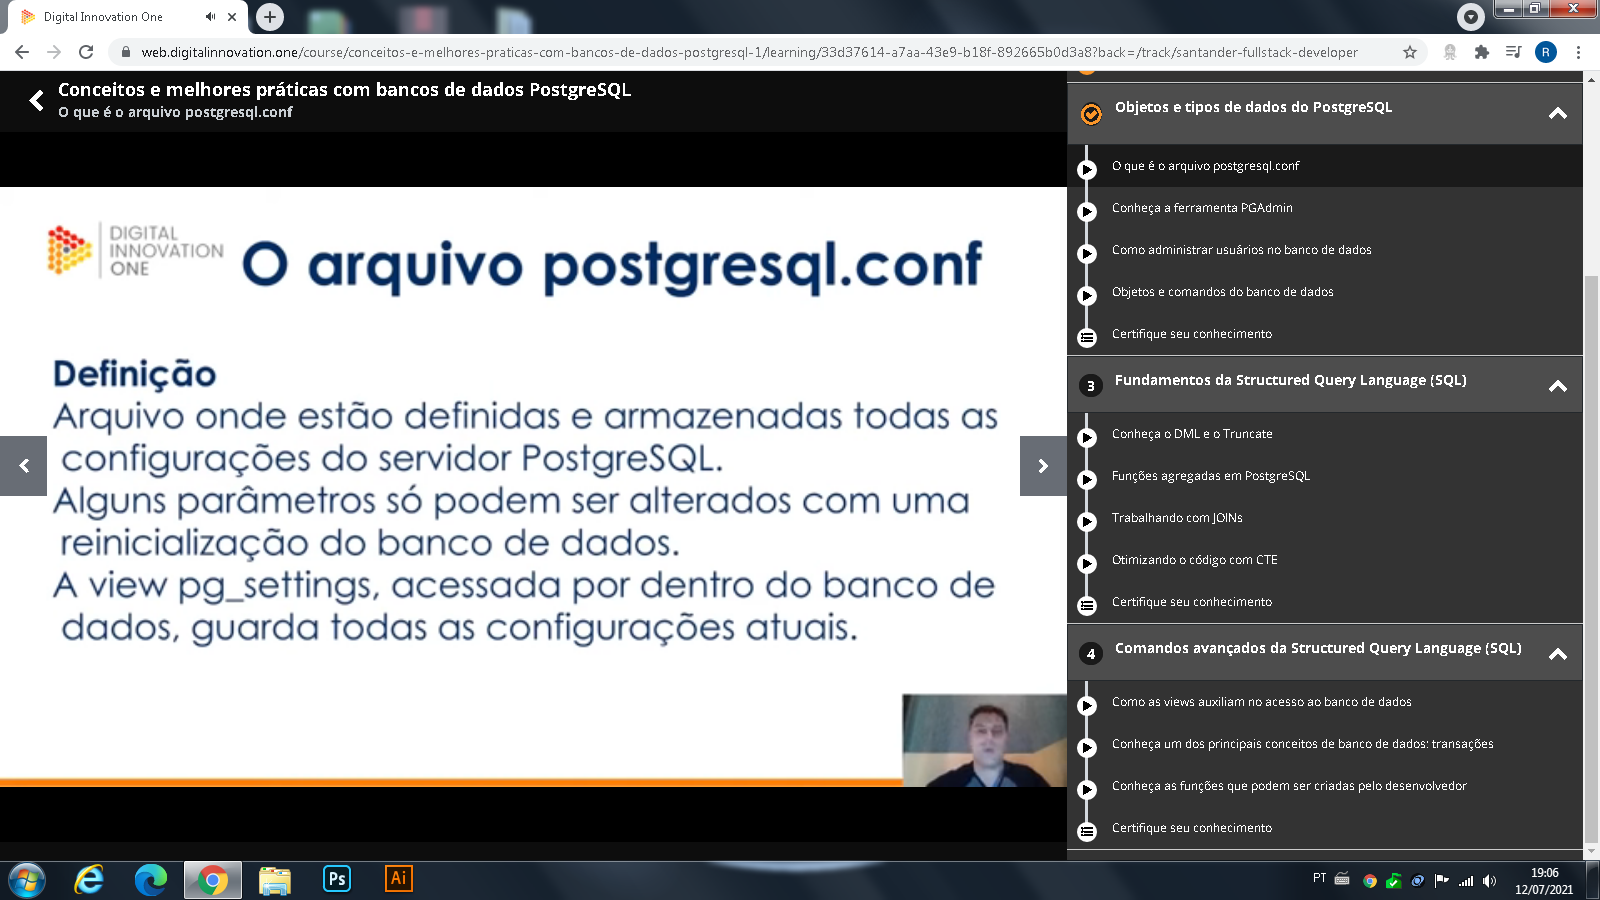 Digital Innovation One
web.digitalinnovation.one/course/conceitos-e-melhores-praticas-com-bancos-de-dados-postgresql-1/learning/33d37614-a7aa-43e9-b18f-892665b0d3a8?back=/track/santander-fullstack-developer
R
Conceitos e melhores práticas com bancos de dados PostgreSQL
O que é o arquivo postgresql.conf
DIGITAL
INNOVATION
ONE
O arquivo postgresql.conf
Definição
Arquivo onde estão definidas e armazenadas todas as
configurações do servidor PostgreSQL.
Alguns parâmetros só podem ser alterados com uma
reinicialização do banco de dados.
A view pg_settings, acessada por dentro do banco de
dados, guarda todas as configurações atuais.
Objetos e tipos de dados do PostgreSQL
O que é o arquivo postgresql.conf
Conheça a ferramenta PGAdmin
Como administrar usuários no banco de dados
Objetos e comandos do banco de dados
Certifique seu conhecimento
3 Fundamentos da Structured Query Language (SQL)
Conheça o DML e o Truncate
Funções agregadas em PostgreSQL
Trabalhando com JOINs
Otimizando o código com CTE
Certifique seu conhecimento
4 Comandos avançados da Structured Query Language (SQL)
Como as views auxiliam no acesso ao banco de dados
Conheça um dos principais conceitos de banco de dados: transações
Conheça as funções que podem ser criadas pelo desenvolvedor
Certifique seu conhecimento
Ps
Ai
PT
19:06
12/07/2021